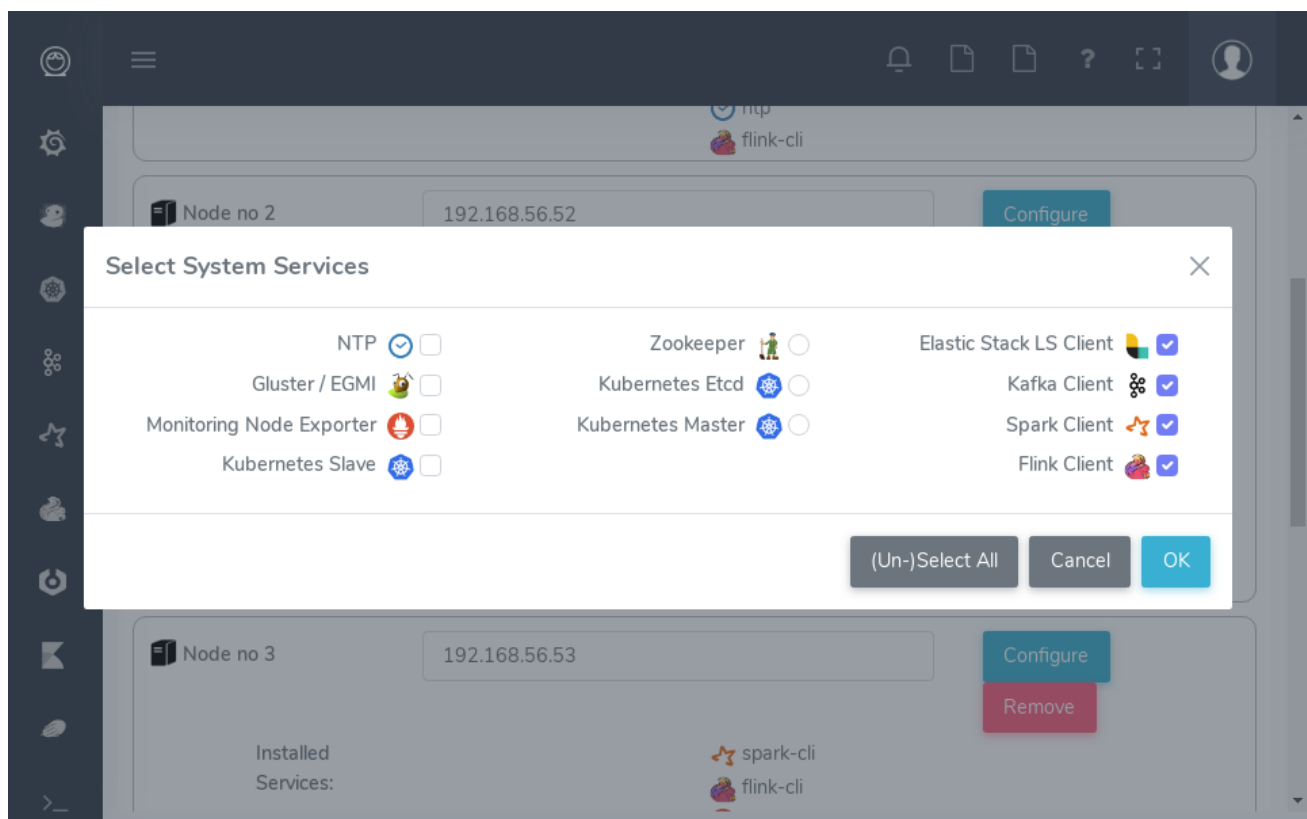 ?
ntp
flink-cli
Node no 2 192.168.56.52 Configure
Select System Services
NTP Zookeeper Elastic Stack LS Client
Gluster / EGMI Kubernetes Etcd Kafka Client
Monitoring Node Exporter Kubernetes Master Spark Client
Kubernetes Slave Flink Client
(Un-)Select All Cancel OK
Node no 3 192.168.56.53 Configure
Remove
Installed spark-cli
Services: flink-cli